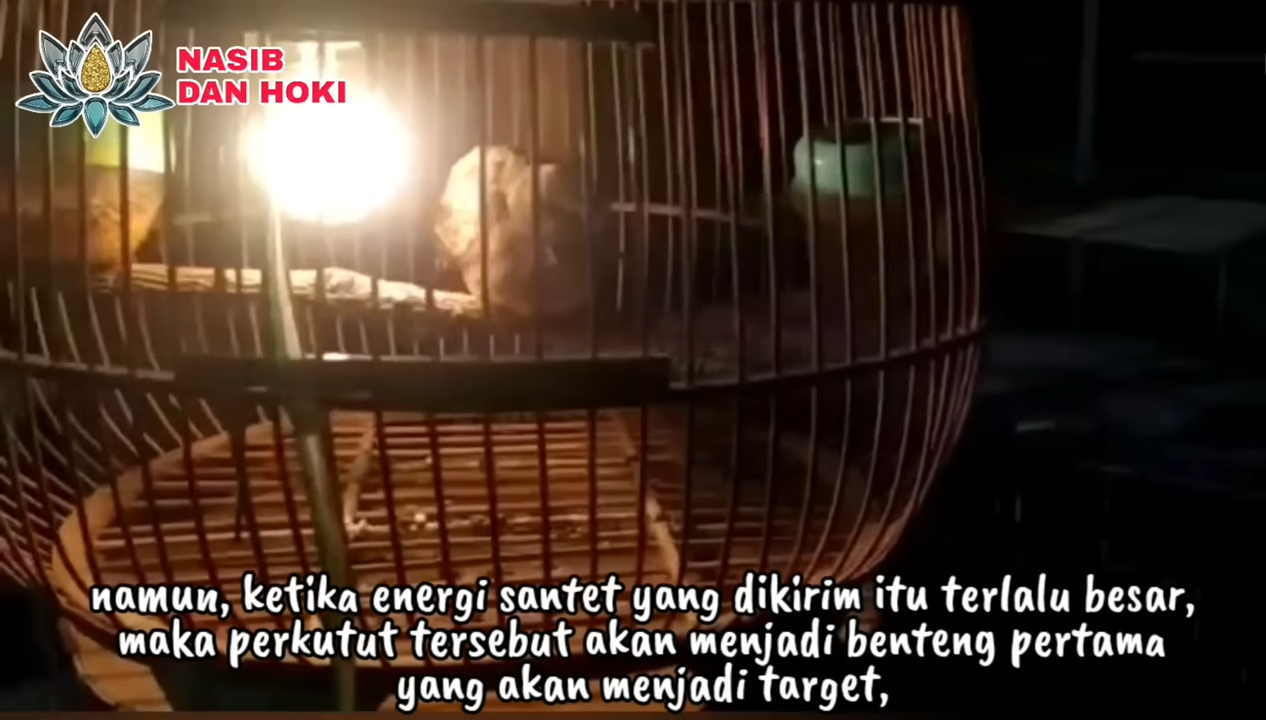 NASIB
DAN HOKI
namun, ketika energi santet yang dikirim itu terlalu besar,
maka perkutut tersebut akan menjadi benteng pertama
yang akan menjadi target,